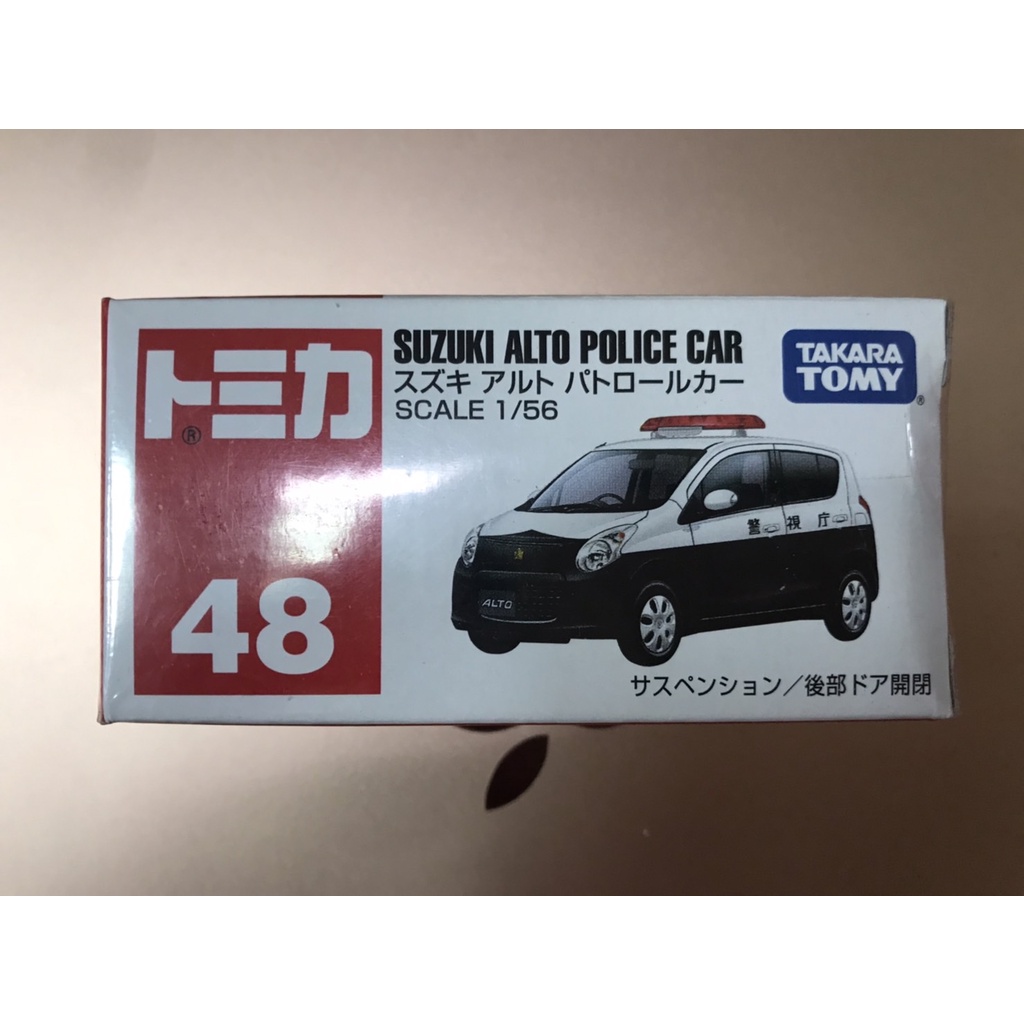 トミカ
®
48
SUZUKI ALTO POLICE CAR
スズキ アルト パトロールカー
SCALE 1/56
TAKARA
TOMY
®
警視庁
ALTO
サスペンション/後部ドア開閉